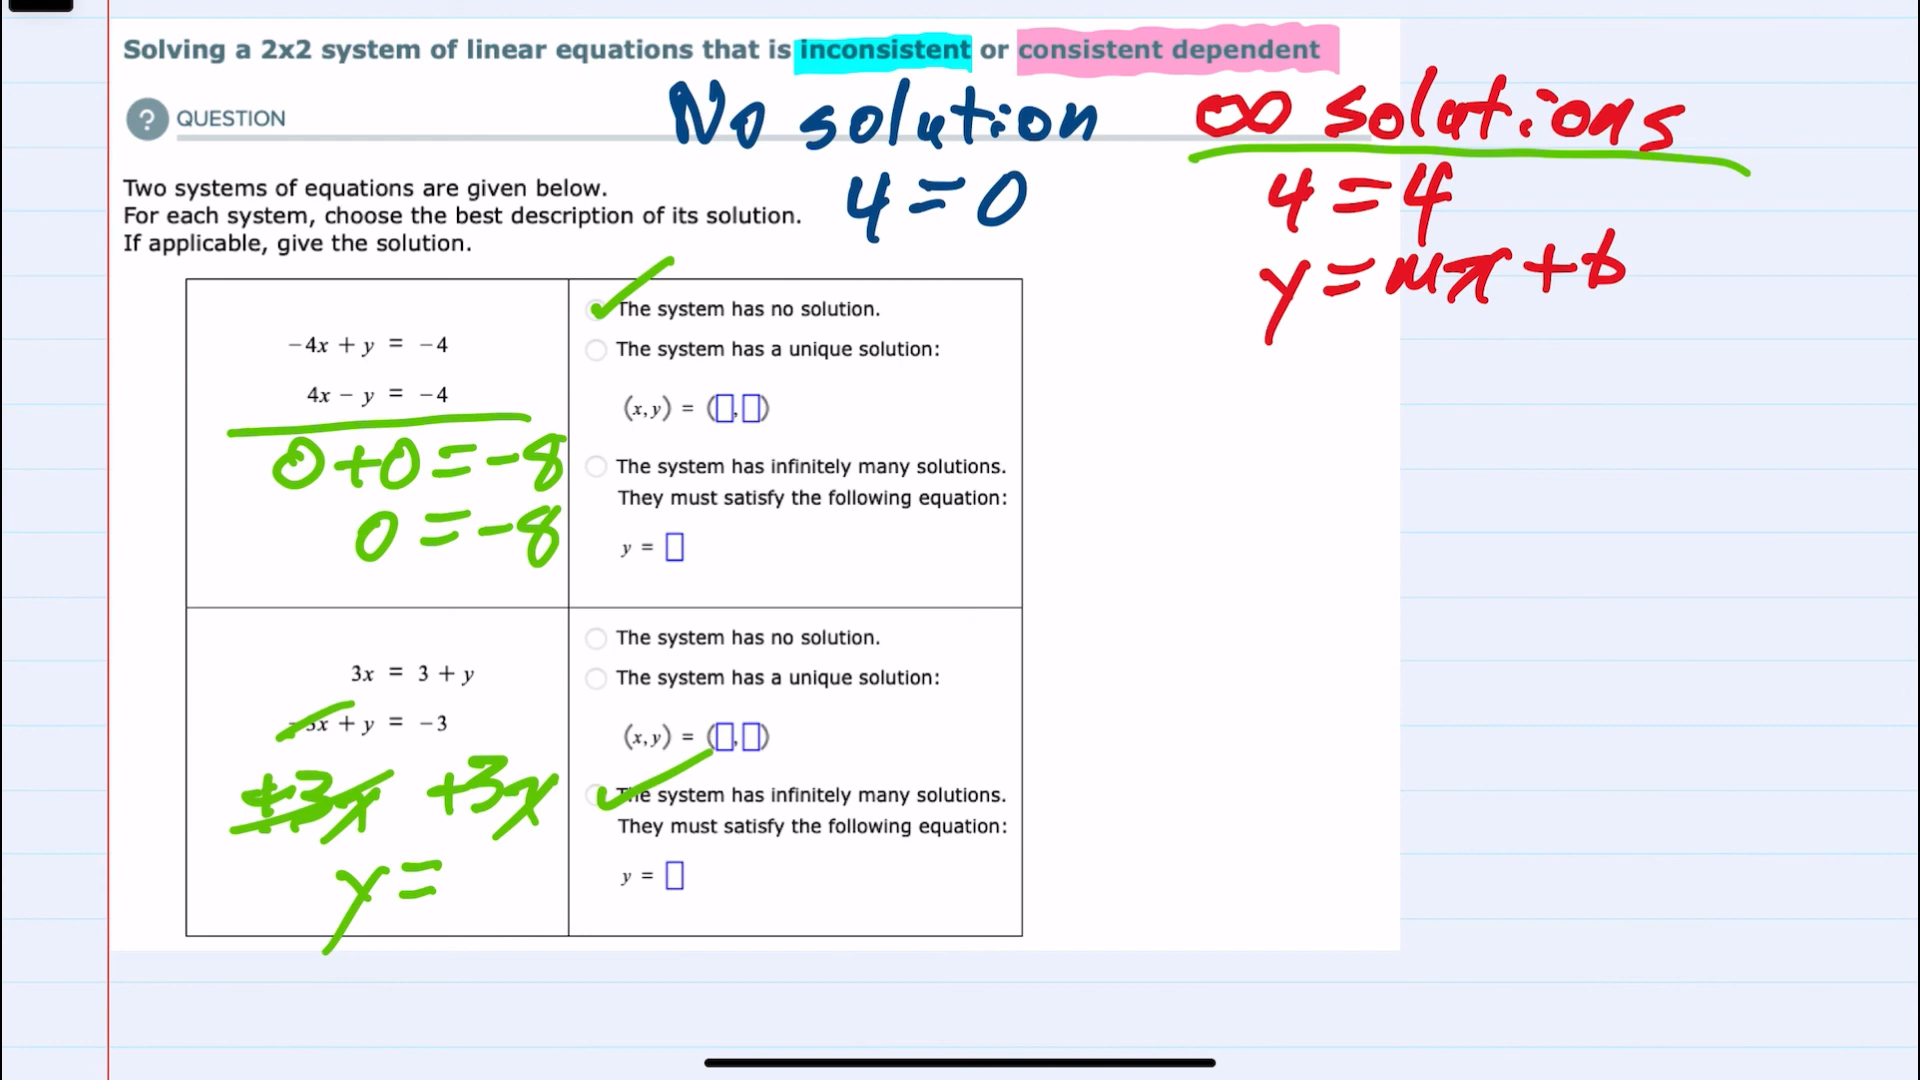 Solving a 2x2 system of linear equations that is inconsistent or consistent dependent
? QUESTION
No solution
∞ solutions
4 = 0
4 = 4
y = mx + b
Two systems of equations are given below.
For each system, choose the best description of its solution.
If applicable, give the solution.
-4x + y = -4
4x - y = -4
0 + 0 = -8
0 = -8
The system has no solution.
The system has a unique solution:
(x, y) = (▯, ▯)
The system has infinitely many solutions.
They must satisfy the following equation:
y = ▯
3x = 3 + y
-3x + y = -3
+3x +3x
y =
The system has no solution.
The system has a unique solution:
(x, y) = (▯, ▯)
The system has infinitely many solutions.
They must satisfy the following equation:
y = ▯